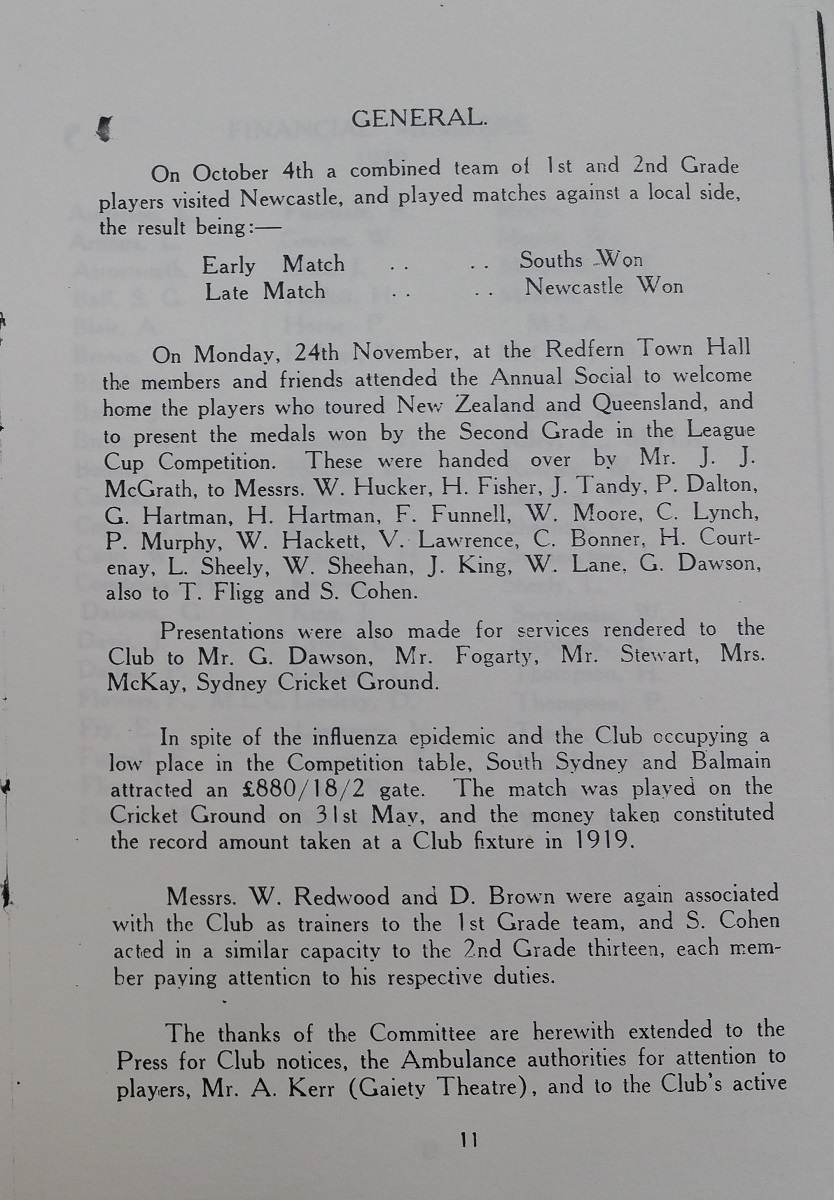 GENERAL.
On October 4th a combined team of 1st and 2nd Grade
players visited Newcastle, and played matches against a local side,
the result being:—
Early Match .. .. Souths Won
Late Match .. .. Newcastle Won
On Monday, 24th November, at the Redfern Town Hall
the members and friends attended the Annual Social to welcome
home the players who toured New Zealand and Queensland, and
to present the medals won by the Second Grade in the League
Cup Competition. These were handed over by Mr. J. J.
McGrath, to Messrs. W. Hucker, H. Fisher, J. Tandy, P. Dalton,
G. Hartman, H. Hartman, F. Funnell, W. Moore, C. Lynch,
P. Murphy, W. Hackett, V. Lawrence, C. Bonner, H. Court-
enay, L. Sheely, W. Sheehan, J. King, W. Lane, G. Dawson,
also to T. Fligg and S. Cohen.
Presentations were also made for services rendered to the
Club to Mr. G. Dawson, Mr. Fogarty, Mr. Stewart, Mrs.
McKay, Sydney Cricket Ground.
In spite of the influenza epidemic and the Club occupying a
low place in the Competition table, South Sydney and Balmain
attracted an £880/18/2 gate. The match was played on the
Cricket Ground on 31st May, and the money taken constituted
the record amount taken at a Club fixture in 1919.
Messrs. W. Redwood and D. Brown were again associated
with the Club as trainers to the 1st Grade team, and S. Cohen
acted in a similar capacity to the 2nd Grade thirteen, each mem-
ber paying attention to his respective duties.
The thanks of the Committee are herewith extended to the
Press for Club notices, the Ambulance authorities for attention to
players, Mr. A. Kerr (Gaiety Theatre), and to the Club's active
11